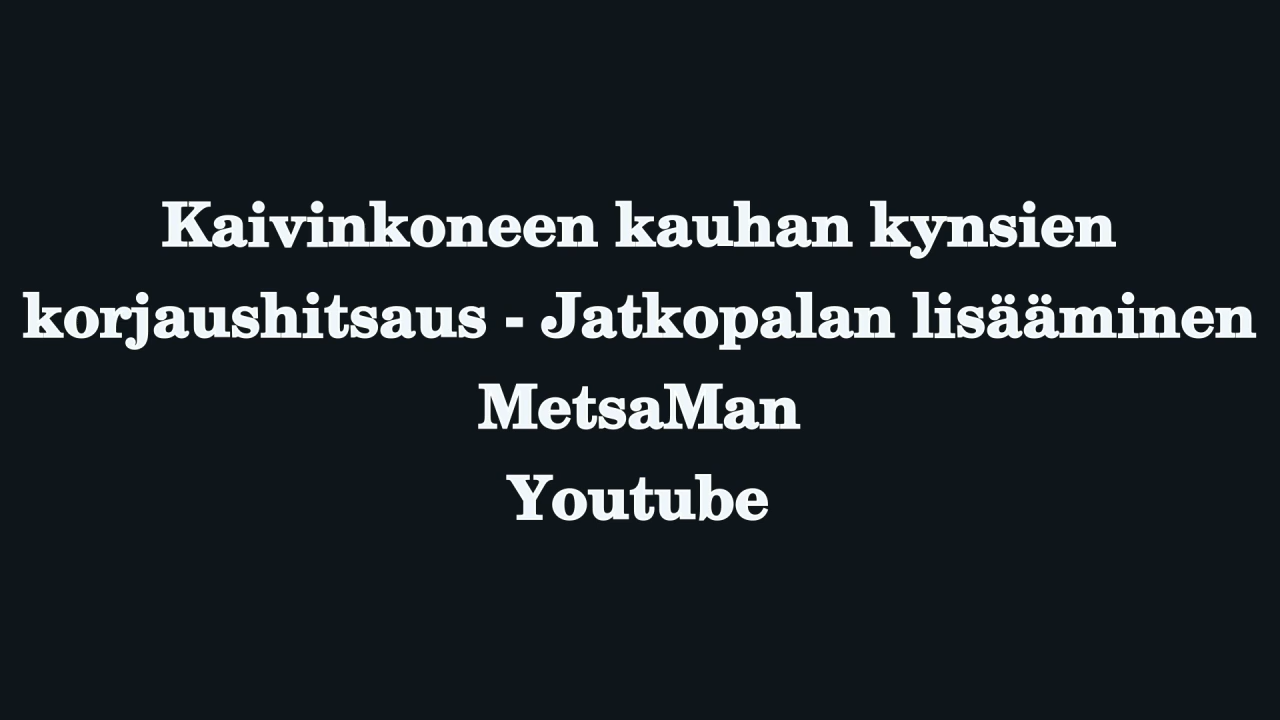 Kaivinkoneen kauhan kynsien
korjaushitsaus - Jatkopalan lisääminen
MetsaMan
Youtube